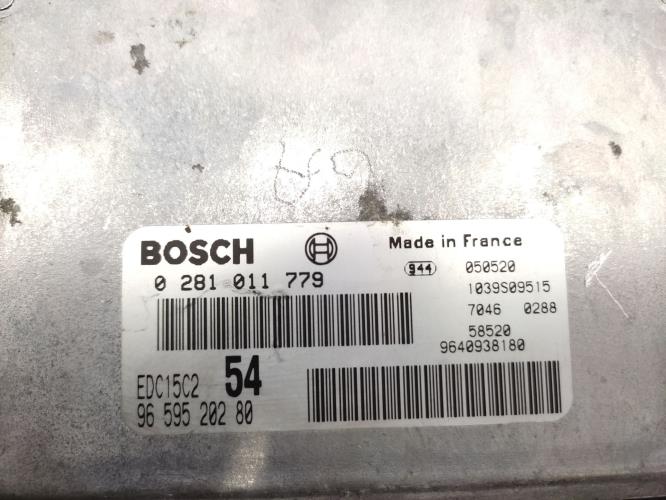 BOSCH
0 281 011 779
EDC15C2 54
96 595 202 80
Made in France
944 050520
1039S09515
7046 0288
58520
9640938180